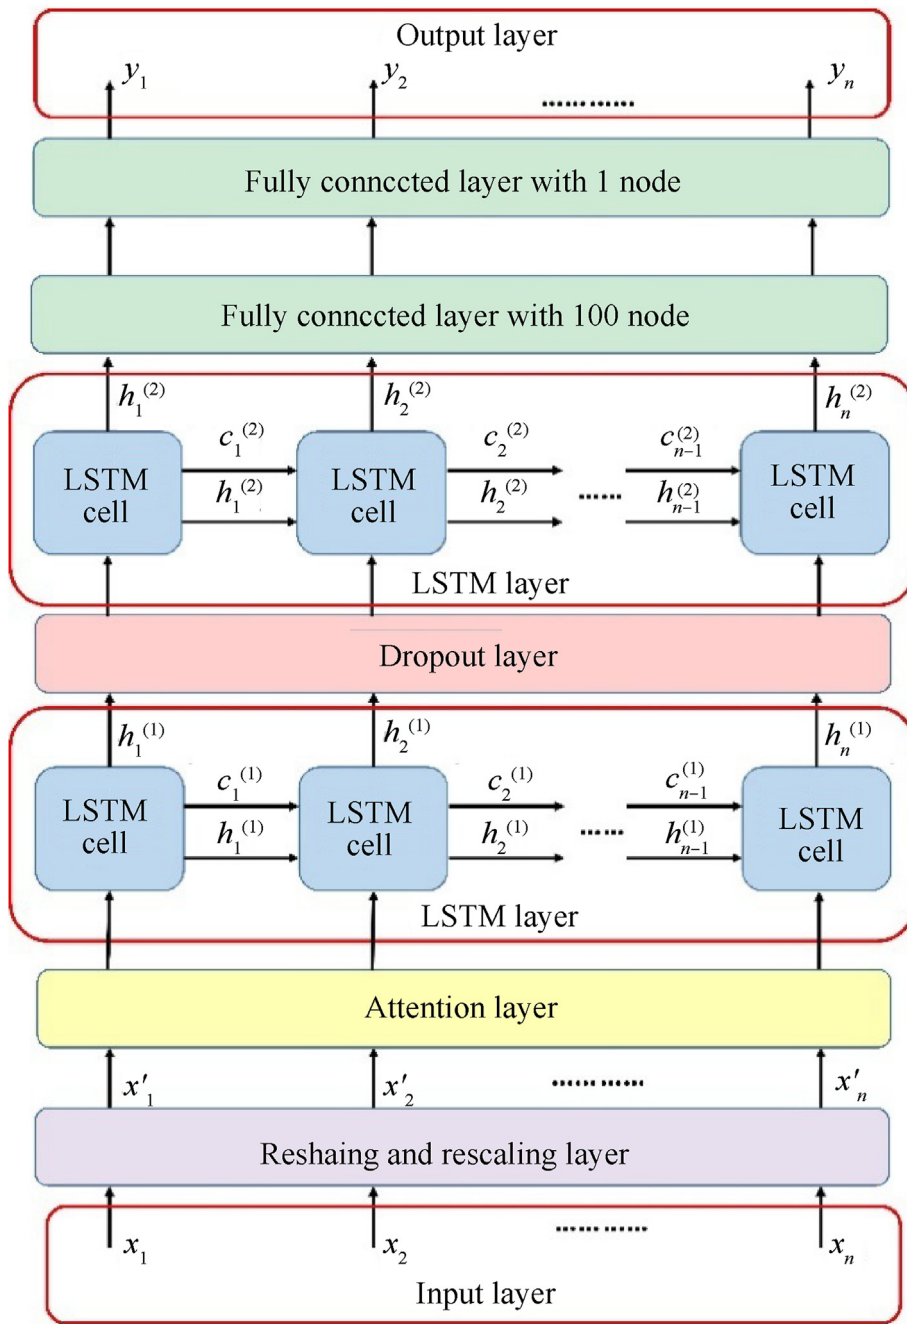 Output layer
y₁ y₂ ⋯⋯ ⋯⋯ yₙ
Fully connccted layer with 1 node
Fully connccted layer with 100 node
h₁⁽²⁾ h₂⁽²⁾ hₙ⁽²⁾
c₁⁽²⁾ c₂⁽²⁾ cₙ₋₁⁽²⁾
LSTM cell LSTM cell LSTM cell
h₁⁽²⁾ h₂⁽²⁾ ⋯⋯ hₙ₋₁⁽²⁾
LSTM layer
Dropout layer
h₁⁽¹⁾ h₂⁽¹⁾ hₙ⁽¹⁾
c₁⁽¹⁾ c₂⁽¹⁾ cₙ₋₁⁽¹⁾
LSTM cell LSTM cell LSTM cell
h₁⁽¹⁾ h₂⁽¹⁾ ⋯⋯ hₙ₋₁⁽¹⁾
LSTM layer
Attention layer
x′₁ x′₂ ⋯⋯ ⋯⋯ x′ₙ
Reshaing and rescaling layer
x₁ x₂ ⋯⋯ ⋯⋯ xₙ
Input layer